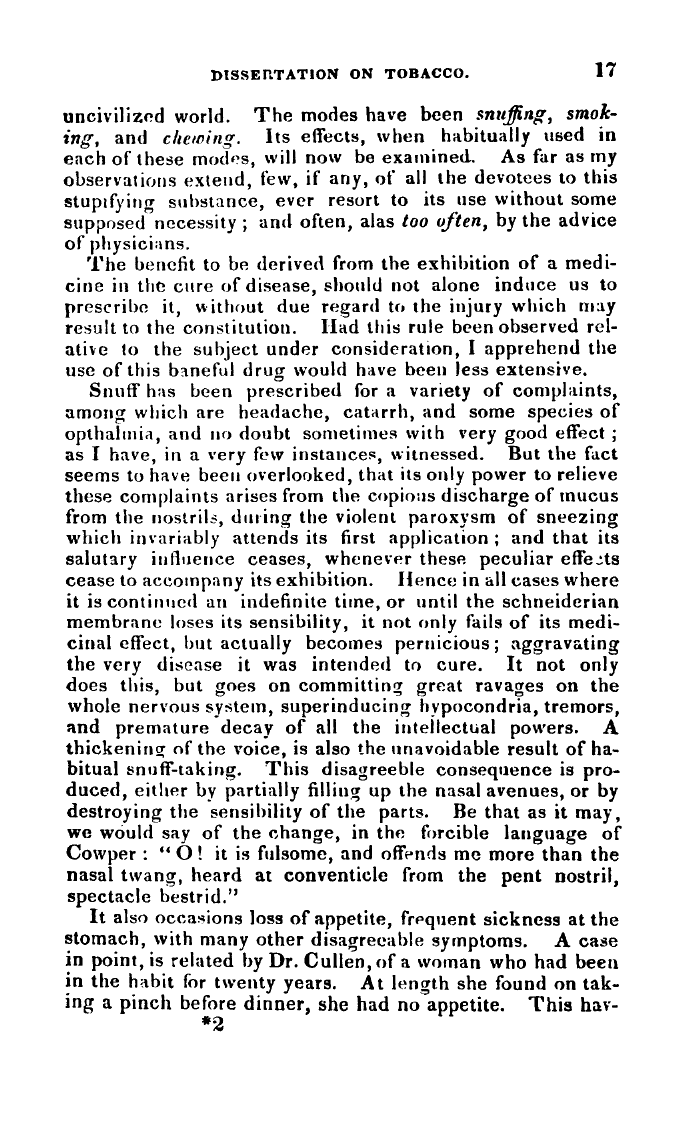 DISSERTATION ON TOBACCO. 17
uncivilized world. The modes have been snuffing, smok-
ing, and chewing. Its effects, when habitually used in
each of these modes, will now be examined. As far as my
observations extend, few, if any, of all the devotees to this
stupifying substance, ever resort to its use without some
supposed necessity; and often, alas too often, by the advice
of physicians.
The benefit to be derived from the exhibition of a medi-
cine in the cure of disease, should not alone induce us to
prescribe it, without due regard to the injury which may
result to the constitution. Had this rule been observed rel-
ative to the subject under consideration, I apprehend the
use of this baneful drug would have been less extensive.
Snuff has been prescribed for a variety of complaints,
among which are headache, catarrh, and some species of
opthalmia, and no doubt sometimes with very good effect;
as I have, in a very few instances, witnessed. But the fact
seems to have been overlooked, that its only power to relieve
these complaints arises from the copious discharge of mucus
from the nostrils, during the violent paroxysm of sneezing
which invariably attends its first application; and that its
salutary influence ceases, whenever these peculiar effects
cease to accompany its exhibition. Hence in all cases where
it is continued an indefinite time, or until the schneiderian
membrane loses its sensibility, it not only fails of its medi-
cinal effect, but actually becomes pernicious; aggravating
the very disease it was intended to cure. It not only
does this, but goes on committing great ravages on the
whole nervous system, superinducing hypocondria, tremors,
and premature decay of all the intellectual powers. A
thickening of the voice, is also the unavoidable result of ha-
bitual snuff-taking. This disagreeble consequence is pro-
duced, either by partially filling up the nasal avenues, or by
destroying the sensibility of the parts. Be that as it may,
we would say of the change, in the forcible language of
Cowper: "O! it is fulsome, and offends me more than the
nasal twang, heard at conventicle from the pent nostril,
spectacle bestrid."
It also occasions loss of appetite, frequent sickness at the
stomach, with many other disagreeable symptoms. A case
in point, is related by Dr. Cullen, of a woman who had been
in the habit for twenty years. At length she found on tak-
ing a pinch before dinner, she had no appetite. This hav-
*2